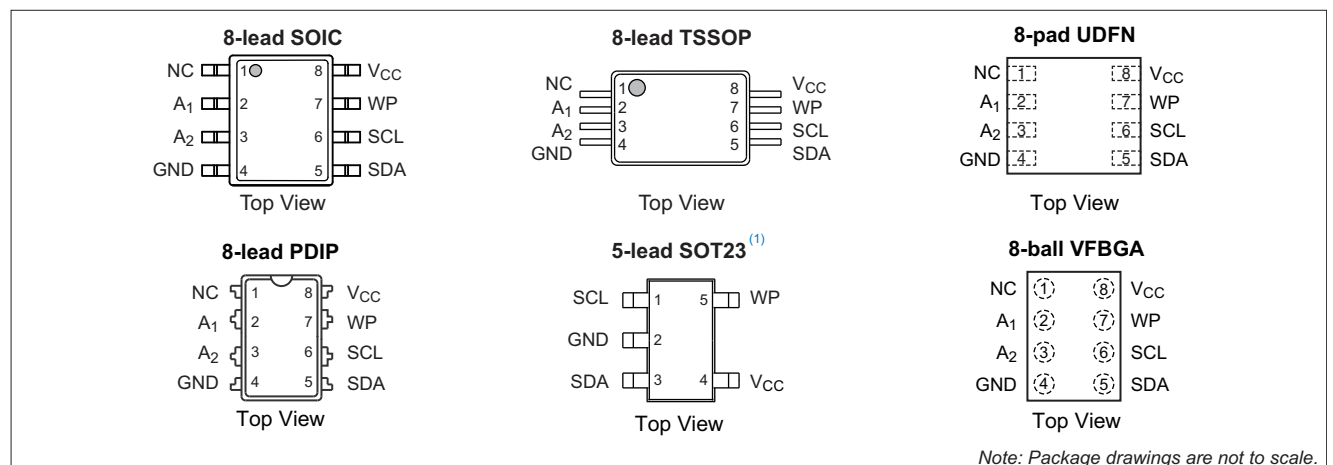 8-lead SOIC
NC 1 8 VCC
A1 2 7 WP
A2 3 6 SCL
GND 4 5 SDA
Top View
8-lead TSSOP
NC 1 8 VCC
A1 2 7 WP
A2 3 6 SCL
GND 4 5 SDA
Top View
8-pad UDFN
NC 1 8 VCC
A1 2 7 WP
A2 3 6 SCL
GND 4 5 SDA
Top View
8-lead PDIP
NC 1 8 VCC
A1 2 7 WP
A2 3 6 SCL
GND 4 5 SDA
Top View
5-lead SOT23 (1)
SCL 1 5 WP
GND 2
SDA 3 4 VCC
Top View
8-ball VFBGA
NC 1 8 VCC
A1 2 7 WP
A2 3 6 SCL
GND 4 5 SDA
Top View
Note: Package drawings are not to scale.